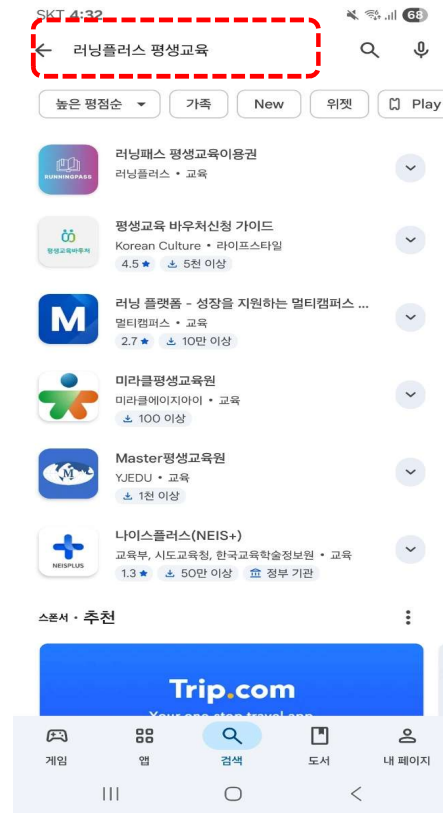 SKT 4:32
68
러닝플러스 평생교육
높은 평점순
가족
New
위젯
Play
RUNNINGPASS
러닝패스 평생교육이용권
러닝플러스 • 교육
평생교육바우처
평생교육 바우처신청 가이드
Korean Culture • 라이프스타일
4.5 ★ 5천 이상
M
러닝 플랫폼 – 성장을 지원하는 멀티캠퍼스 ...
멀티캠퍼스 • 교육
2.7 ★ 10만 이상
미라클평생교육원
미라클에이지아이 • 교육
100 이상
M
Master평생교육원
YJEDU • 교육
1천 이상
NEISPLUS
나이스플러스(NEIS+)
교육부, 시도교육청, 한국교육학술정보원 • 교육
1.3 ★ 50만 이상 정부 기관
스폰서 · 추천
Trip.com
Your one-stop travel app
게임
앱
검색
도서
내 페이지